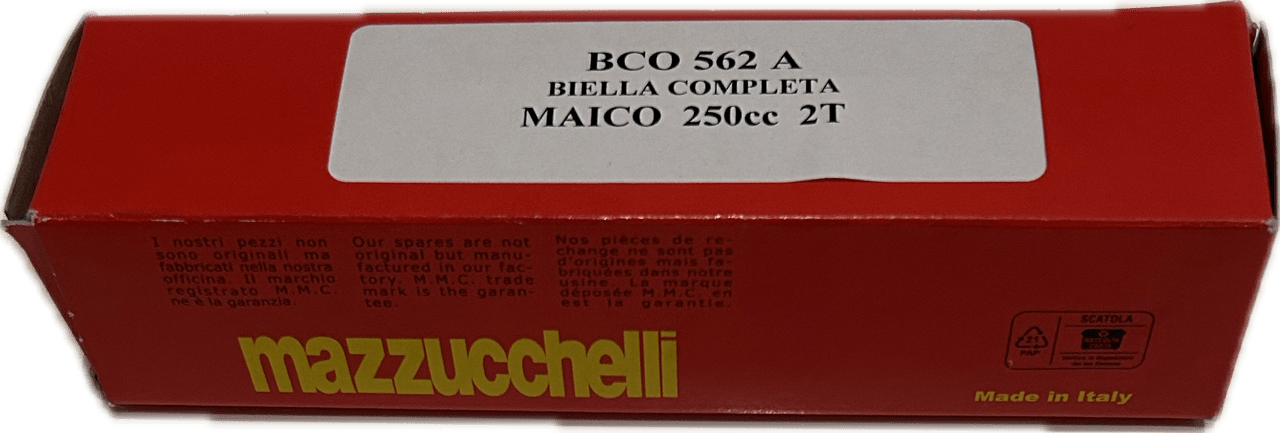 BCO 562 A
BIELLA COMPLETA
MAICO 250cc 2T
I nostri pezzi non
sono originali ma
fabbricati nella nostra
officina. Il marchio
registrato M.M.C.
ne è la garanzia.
Our spares are not
original but manu-
factured in our fac-
tory. M.M.C. trade
mark is the garan-
tee.
Nos pièces de re-
change ne sont pas
d'origines mais fa-
briquées dans notre
usine. La marque
déposée M.M.C. en
est la garantie.
mazzucchelli
21
PAP
SCATOLA
RACCOLTA
CARTA
Made in Italy